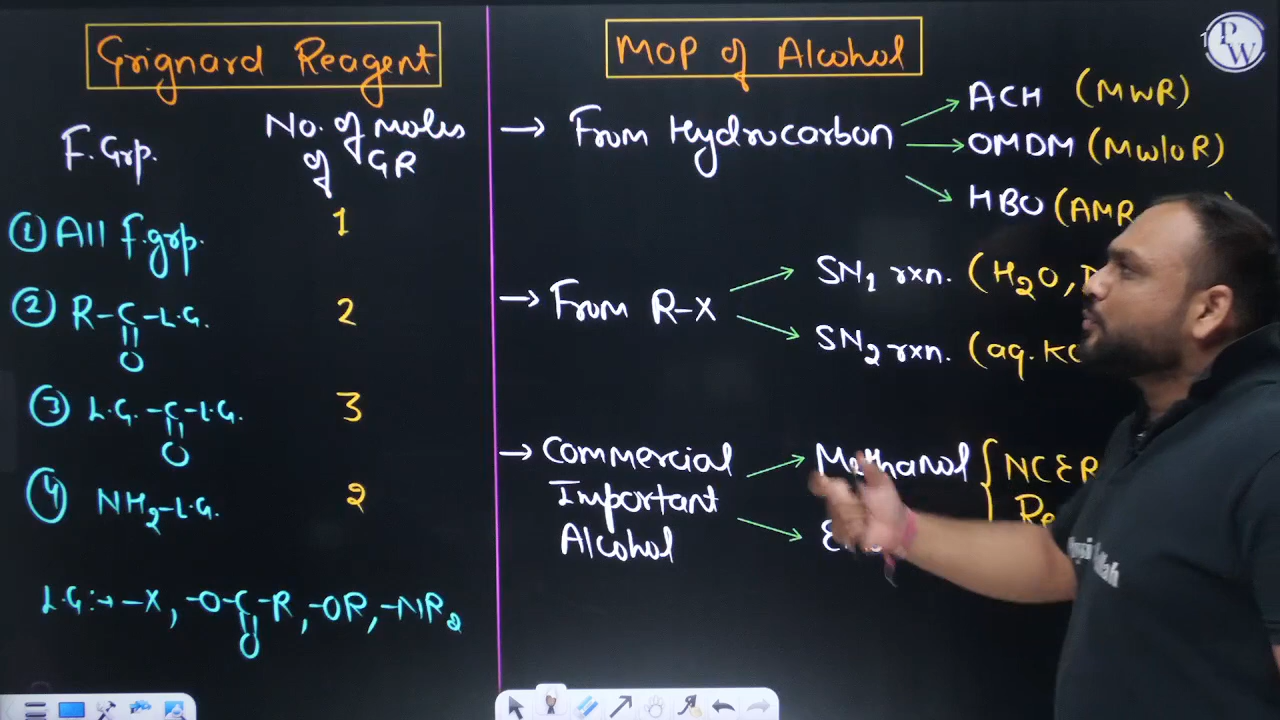 Grignard Reagent
F.Grp.
No. of moles
of GR
① All f.grp. 1
② R-C-L.G. 2
O
③ L.G.-C-L.G. 3
O
④ NH2-L.G. 2
L.G:→ -X, -O-C-R, -OR, -NR2
O
MOP of Alcohol
PW
→ From Hydrocarbon
ACH (MWR)
OMDM (Mw/oR)
HBO (AMR
→ From R-X
SN1 rxn. (H2O,
SN2 rxn. (aq.
→ Commercial
Important
Alcohol
Methanol { NCER